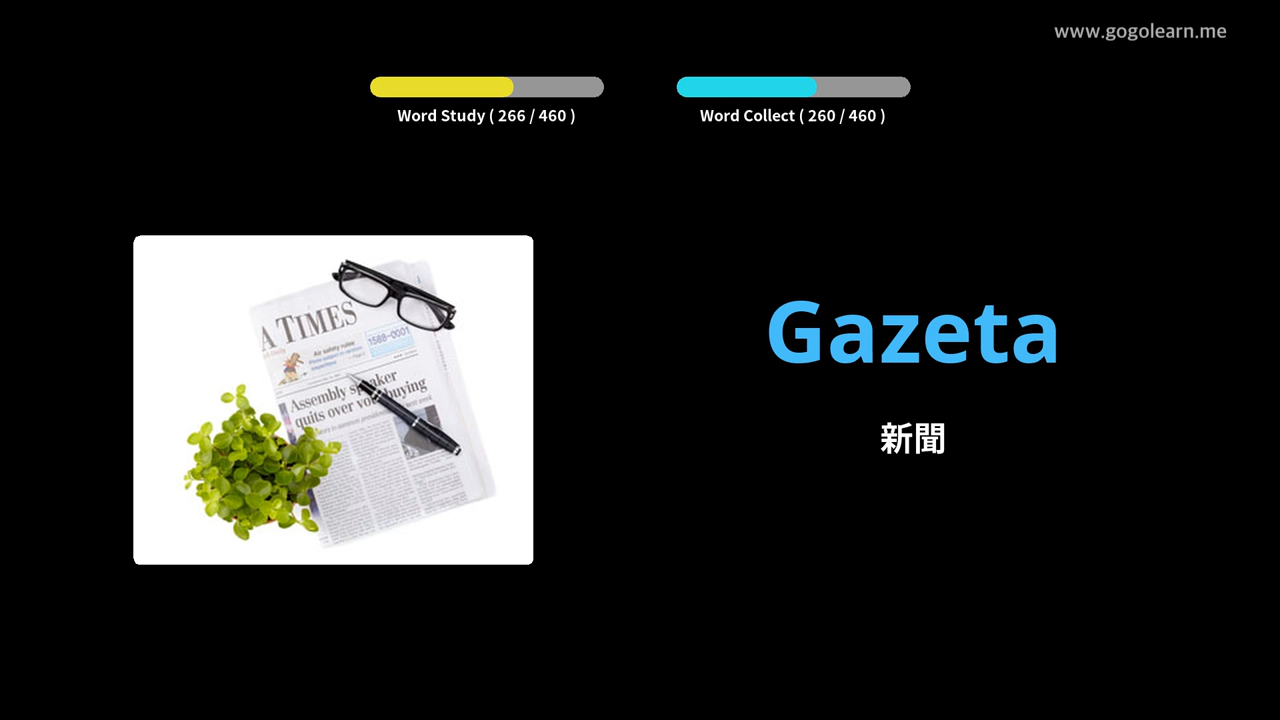 www.gogolearn.me
Word Study ( 266 / 460 )
Word Collect ( 260 / 460 )
A TIMES
Air safety rules
1588-0001
Assembly speaker
quits over vote buying
Gazeta
新聞